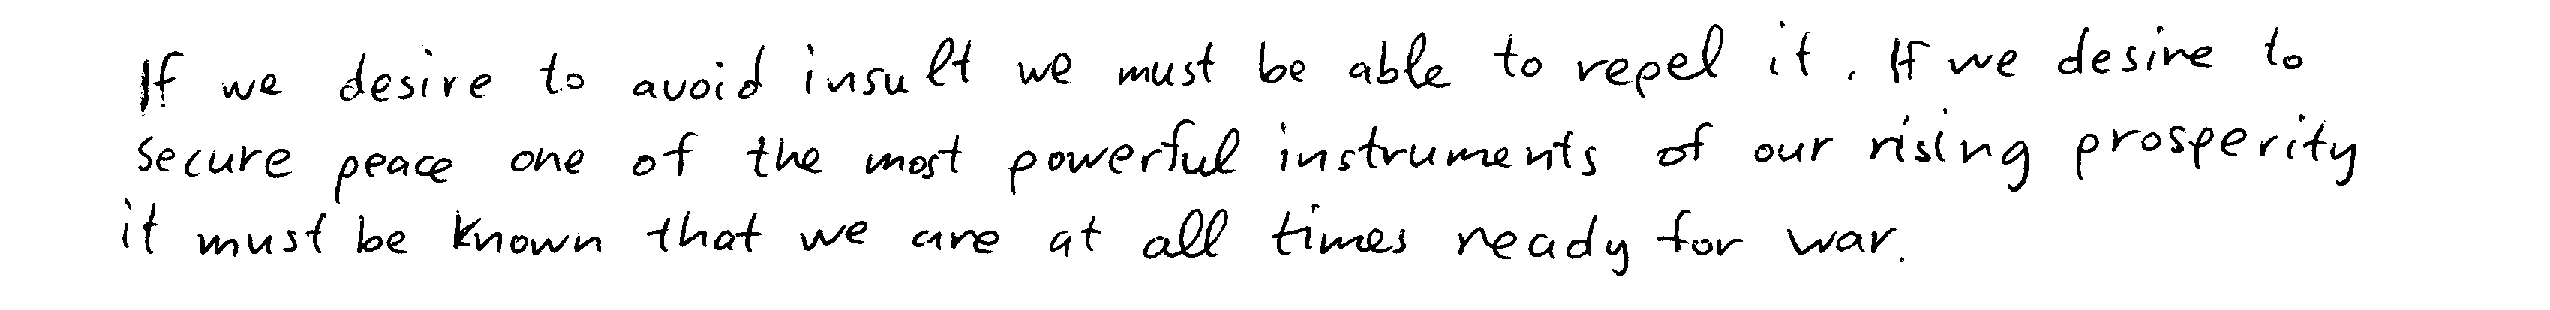 If we desire to avoid insult we must be able to repel it. If we desire to
secure peace one of the most powerful instruments of our rising prosperity
it must be known that we are at all times ready for war.